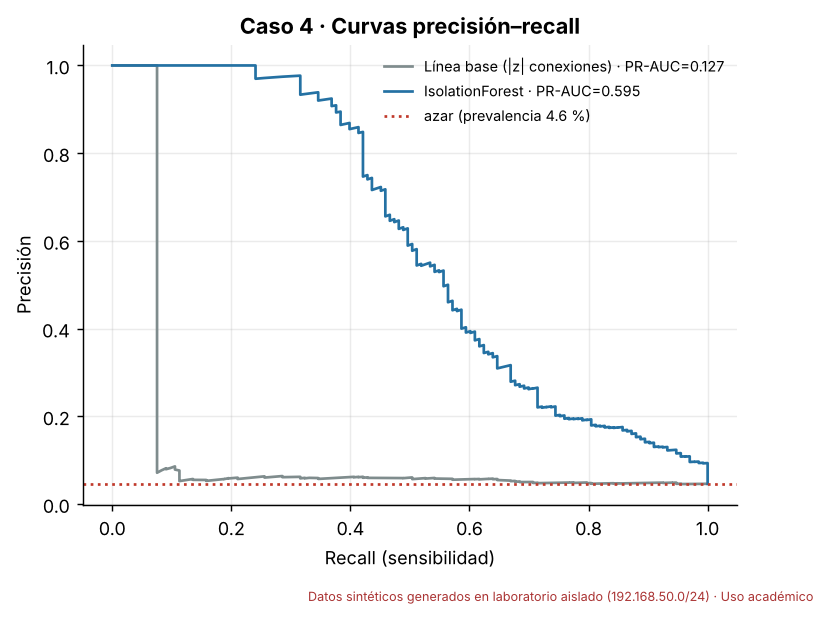 Caso 4 · Curvas precisión–recall
Línea base (|z| conexiones) · PR-AUC=0.127
IsolationForest · PR-AUC=0.595
azar (prevalencia 4.6 %)
Precisión
1.0
0.8
0.6
0.4
0.2
0.0
0.0 0.2 0.4 0.6 0.8 1.0
Recall (sensibilidad)
Datos sintéticos generados en laboratorio aislado (192.168.50.0/24) · Uso académico